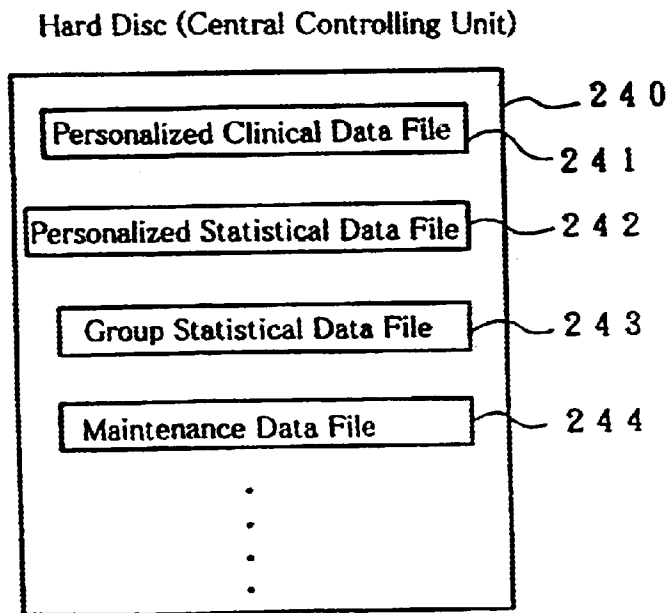 Hard Disc (Central Controlling Unit)
240
Personalized Clinical Data File
241
Personalized Statistical Data File 242
Group Statistical Data File 243
Maintenance Data File 244